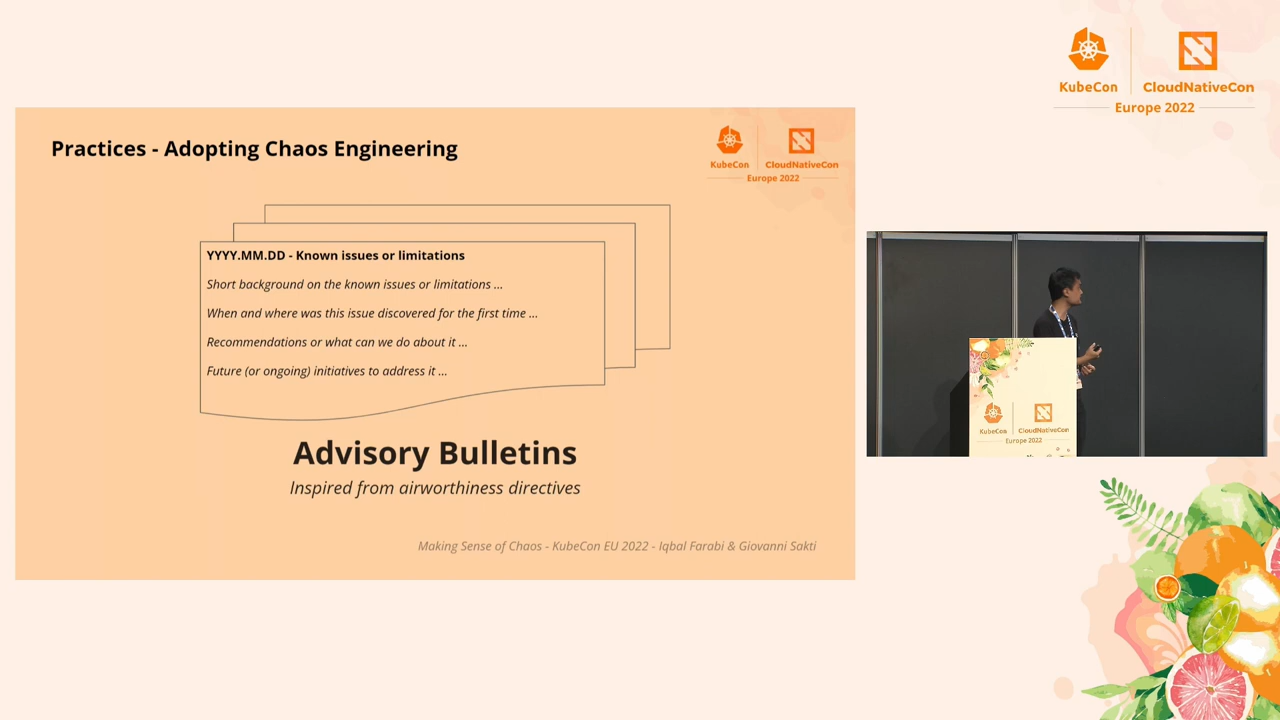 KubeCon
CloudNativeCon
Europe 2022
Practices - Adopting Chaos Engineering
KubeCon
CloudNativeCon
Europe 2022
YYYY.MM.DD - Known issues or limitations
Short background on the known issues or limitations ...
When and where was this issue discovered for the first time ...
Recommendations or what can we do about it ...
Future (or ongoing) initiatives to address it ...
Advisory Bulletins
Inspired from airworthiness directives
Making Sense of Chaos - KubeCon EU 2022 - Iqbal Farabi & Giovanni Sakti
KubeCon
CloudNativeCon
Europe 2022